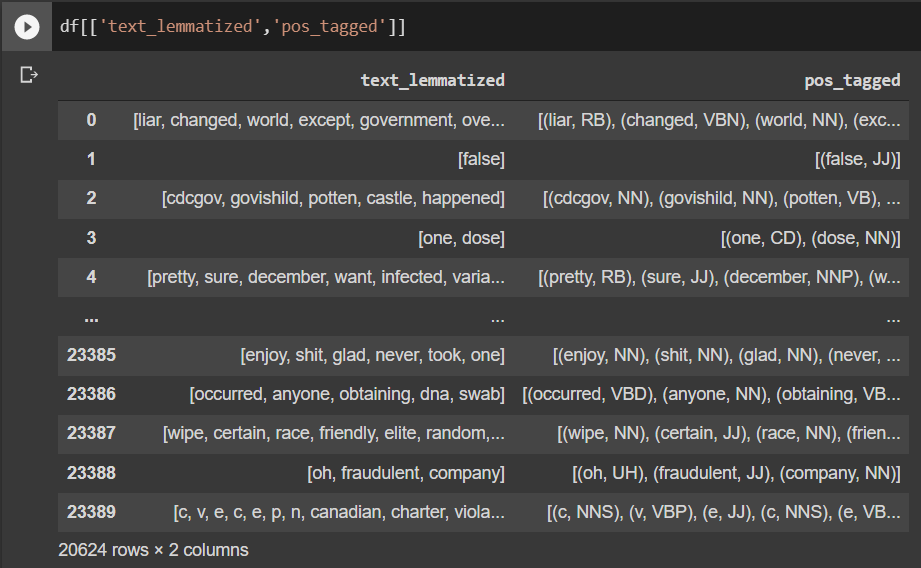 df[['text_lemmatized','pos_tagged']]
text_lemmatized pos_tagged
0 [liar, changed, world, except, government, ove... [(liar, RB), (changed, VBN), (world, NN), (exc...
1 [false] [(false, JJ)]
2 [cdcgov, govishild, potten, castle, happened] [(cdcgov, NN), (govishild, NN), (potten, VB), ...
3 [one, dose] [(one, CD), (dose, NN)]
4 [pretty, sure, december, want, infected, varia... [(pretty, RB), (sure, JJ), (december, NNP), (w...
... ... ...
23385 [enjoy, shit, glad, never, took, one] [(enjoy, NN), (shit, NN), (glad, NN), (never, ...
23386 [occurred, anyone, obtaining, dna, swab] [(occurred, VBD), (anyone, NN), (obtaining, VB...
23387 [wipe, certain, race, friendly, elite, random,... [(wipe, NN), (certain, JJ), (race, NN), (frien...
23388 [oh, fraudulent, company] [(oh, UH), (fraudulent, JJ), (company, NN)]
23389 [c, v, e, c, e, p, n, canadian, charter, viola... [(c, NNS), (v, VBP), (e, JJ), (c, NNS), (e, VB...
20624 rows × 2 columns